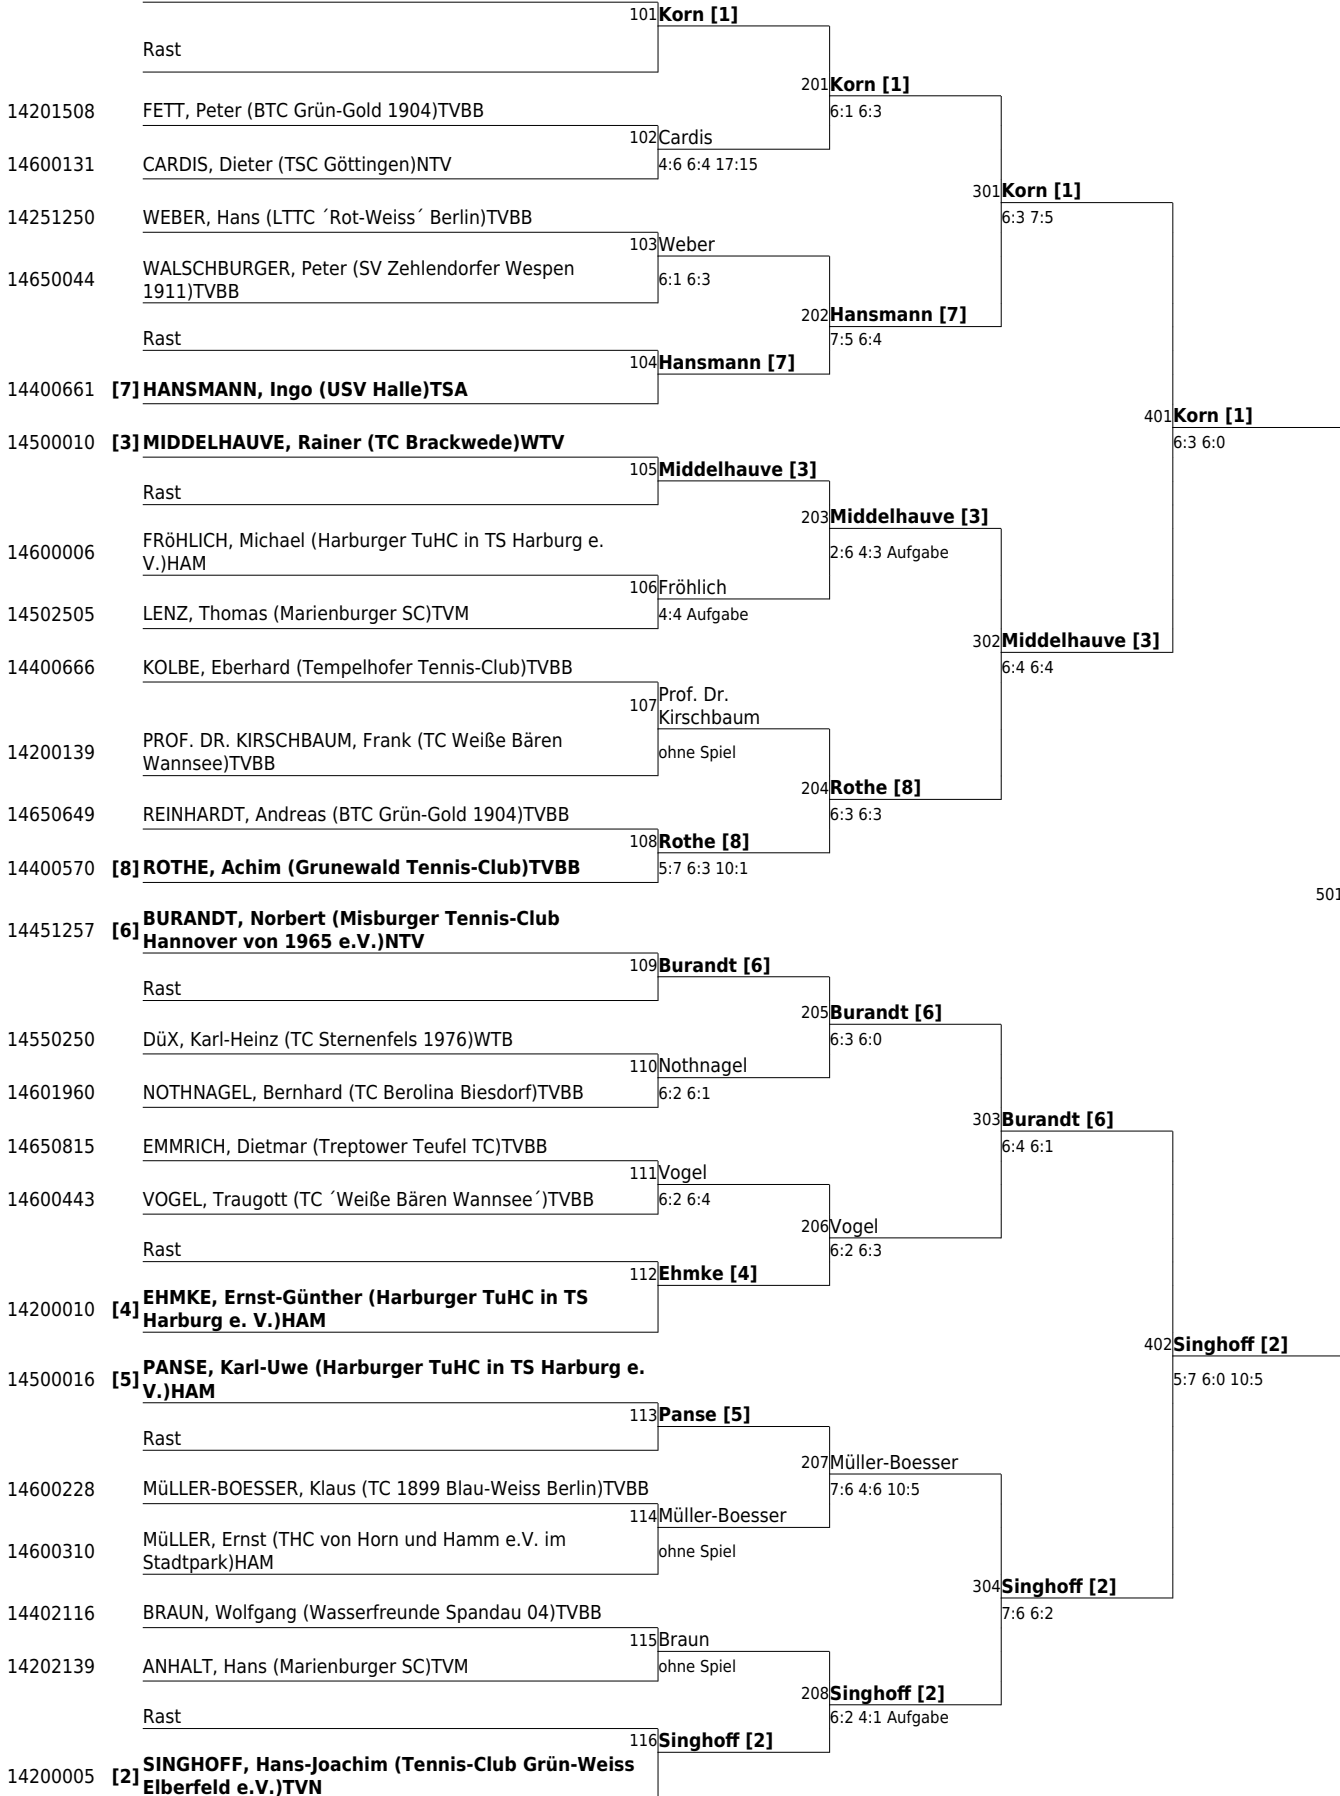 101 Korn [1]
Rast
201 Korn [1]
14201508 FETT, Peter (BTC Grün-Gold 1904)TVBB 6:1 6:3
102 Cardis
14600131 CARDIS, Dieter (TSC Göttingen)NTV 4:6 6:4 17:15
301 Korn [1]
14251250 WEBER, Hans (LTTC ´Rot-Weiss´ Berlin)TVBB 6:3 7:5
103 Weber
14650044 WALSCHBURGER, Peter (SV Zehlendorfer Wespen
1911)TVBB
6:1 6:3
202 Hansmann [7]
Rast 7:5 6:4
104 Hansmann [7]
14400661 [7] HANSMANN, Ingo (USV Halle)TSA
401 Korn [1]
14500010 [3] MIDDELHAUVE, Rainer (TC Brackwede)WTV 6:3 6:0
105 Middelhauve [3]
Rast
203 Middelhauve [3]
14600006 FRöHLICH, Michael (Harburger TuHC in TS Harburg e.
V.)HAM
2:6 4:3 Aufgabe
106 Fröhlich
14502505 LENZ, Thomas (Marienburger SC)TVM 4:4 Aufgabe
302 Middelhauve [3]
14400666 KOLBE, Eberhard (Tempelhofer Tennis-Club)TVBB 6:4 6:4
107 Prof. Dr.
Kirschbaum
14200139 PROF. DR. KIRSCHBAUM, Frank (TC Weiße Bären
Wannsee)TVBB
ohne Spiel
204 Rothe [8]
14650649 REINHARDT, Andreas (BTC Grün-Gold 1904)TVBB 6:3 6:3
108 Rothe [8]
14400570 [8] ROTHE, Achim (Grunewald Tennis-Club)TVBB 5:7 6:3 10:1
501
14451257 [6] BURANDT, Norbert (Misburger Tennis-Club
Hannover von 1965 e.V.)NTV
109 Burandt [6]
Rast
205 Burandt [6]
14550250 DüX, Karl-Heinz (TC Sternenfels 1976)WTB 6:3 6:0
110 Nothnagel
14601960 NOTHNAGEL, Bernhard (TC Berolina Biesdorf)TVBB 6:2 6:1
303 Burandt [6]
14650815 EMMRICH, Dietmar (Treptower Teufel TC)TVBB 6:4 6:1
111 Vogel
14600443 VOGEL, Traugott (TC ´Weiße Bären Wannsee´)TVBB 6:2 6:4
206 Vogel
Rast 6:2 6:3
112 Ehmke [4]
14200010 [4] EHMKE, Ernst-Günther (Harburger TuHC in TS
Harburg e. V.)HAM
402 Singhoff [2]
14500016 [5] PANSE, Karl-Uwe (Harburger TuHC in TS Harburg e.
V.)HAM
5:7 6:0 10:5
113 Panse [5]
Rast
207 Müller-Boesser
14600228 MüLLER-BOESSER, Klaus (TC 1899 Blau-Weiss Berlin)TVBB 7:6 4:6 10:5
114 Müller-Boesser
14600310 MüLLER, Ernst (THC von Horn und Hamm e.V. im
Stadtpark)HAM
ohne Spiel
304 Singhoff [2]
14402116 BRAUN, Wolfgang (Wasserfreunde Spandau 04)TVBB 7:6 6:2
115 Braun
14202139 ANHALT, Hans (Marienburger SC)TVM ohne Spiel
208 Singhoff [2]
Rast 6:2 4:1 Aufgabe
116 Singhoff [2]
14200005 [2] SINGHOFF, Hans-Joachim (Tennis-Club Grün-Weiss
Elberfeld e.V.)TVN